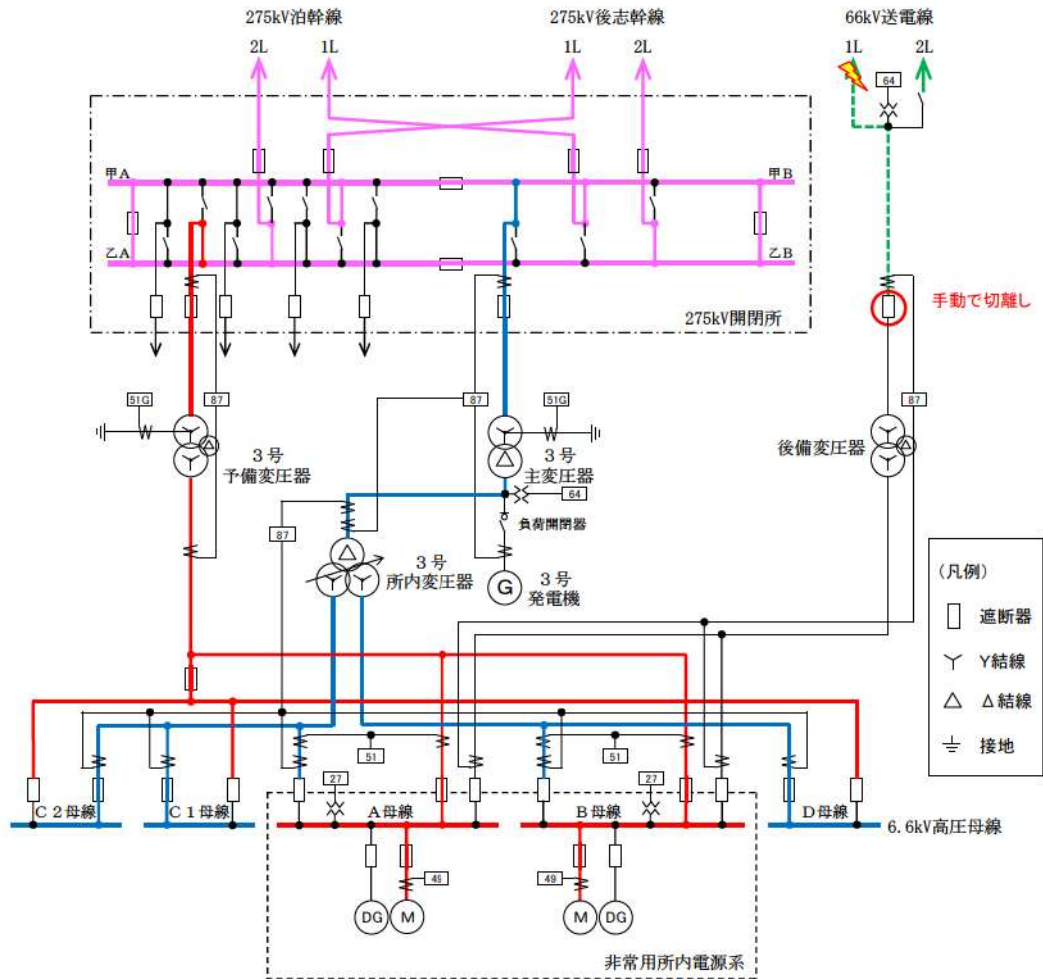 275kV泊幹線
275kV後志幹線
66kV送電線
2L
1L
1L
2L
1L
2L
64
甲A
甲B
乙A
乙B
手動で切離し
275kV開閉所
51G
87
87
51G
87
3号
予備変圧器
3号
主変圧器
後備変圧器
64
負荷開閉器
87
3号
所内変圧器
G
3号
発電機
(凡例)
遮断器
Y結線
Δ結線
接地
51
51
27
27
C2母線
C1母線
A母線
B母線
D母線
6.6kV高圧母線
49
49
DG
M
M
DG
非常用所内電源系